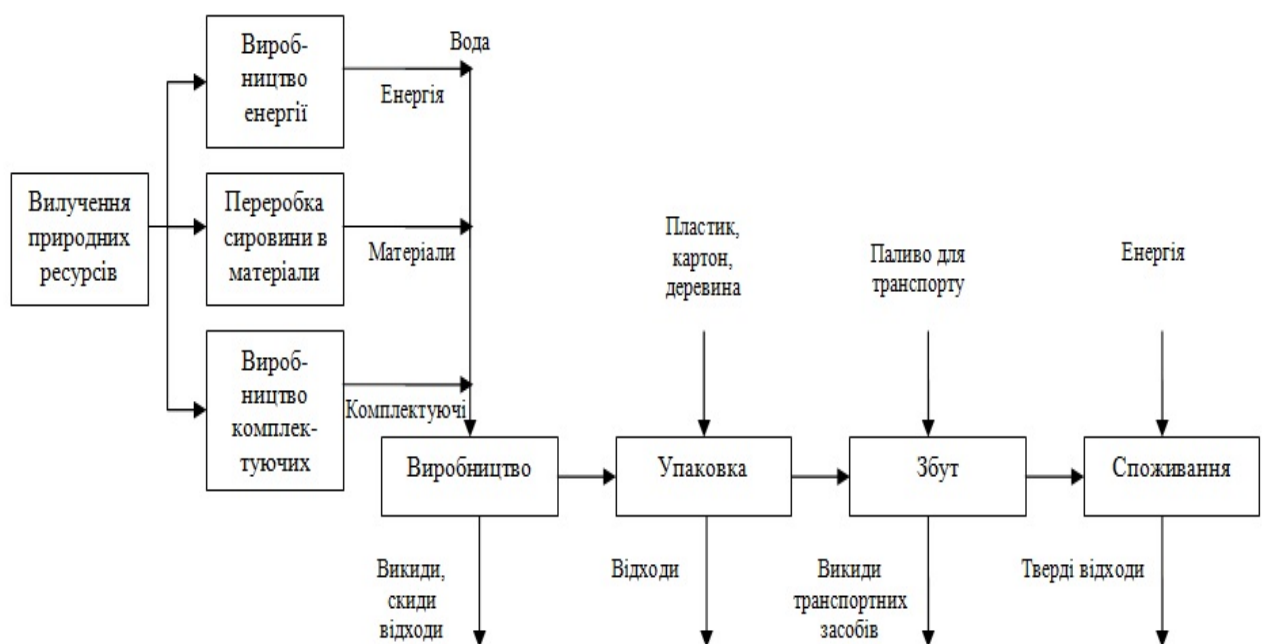 Вироб-
ництво
енергії
Вода
Енергія
Вилучення
природних
ресурсів
Переробка
сировини в
матеріали
Матеріали
Пластик,
картон,
деревина
Паливо для
транспорту
Енергія
Вироб-
ництво
комплек-
туючих
Комплектуючі
Виробництво
Упаковка
Збут
Споживання
Викиди,
скиди
відходи
Відходи
Викиди
транспортних
засобів
Тверді відходи